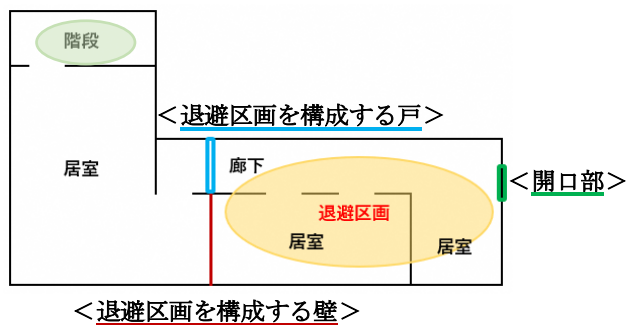 階段
＜退避区画を構成する戸＞
居室
廊下
＜開口部＞
退避区画
居室
居室
＜退避区画を構成する壁＞